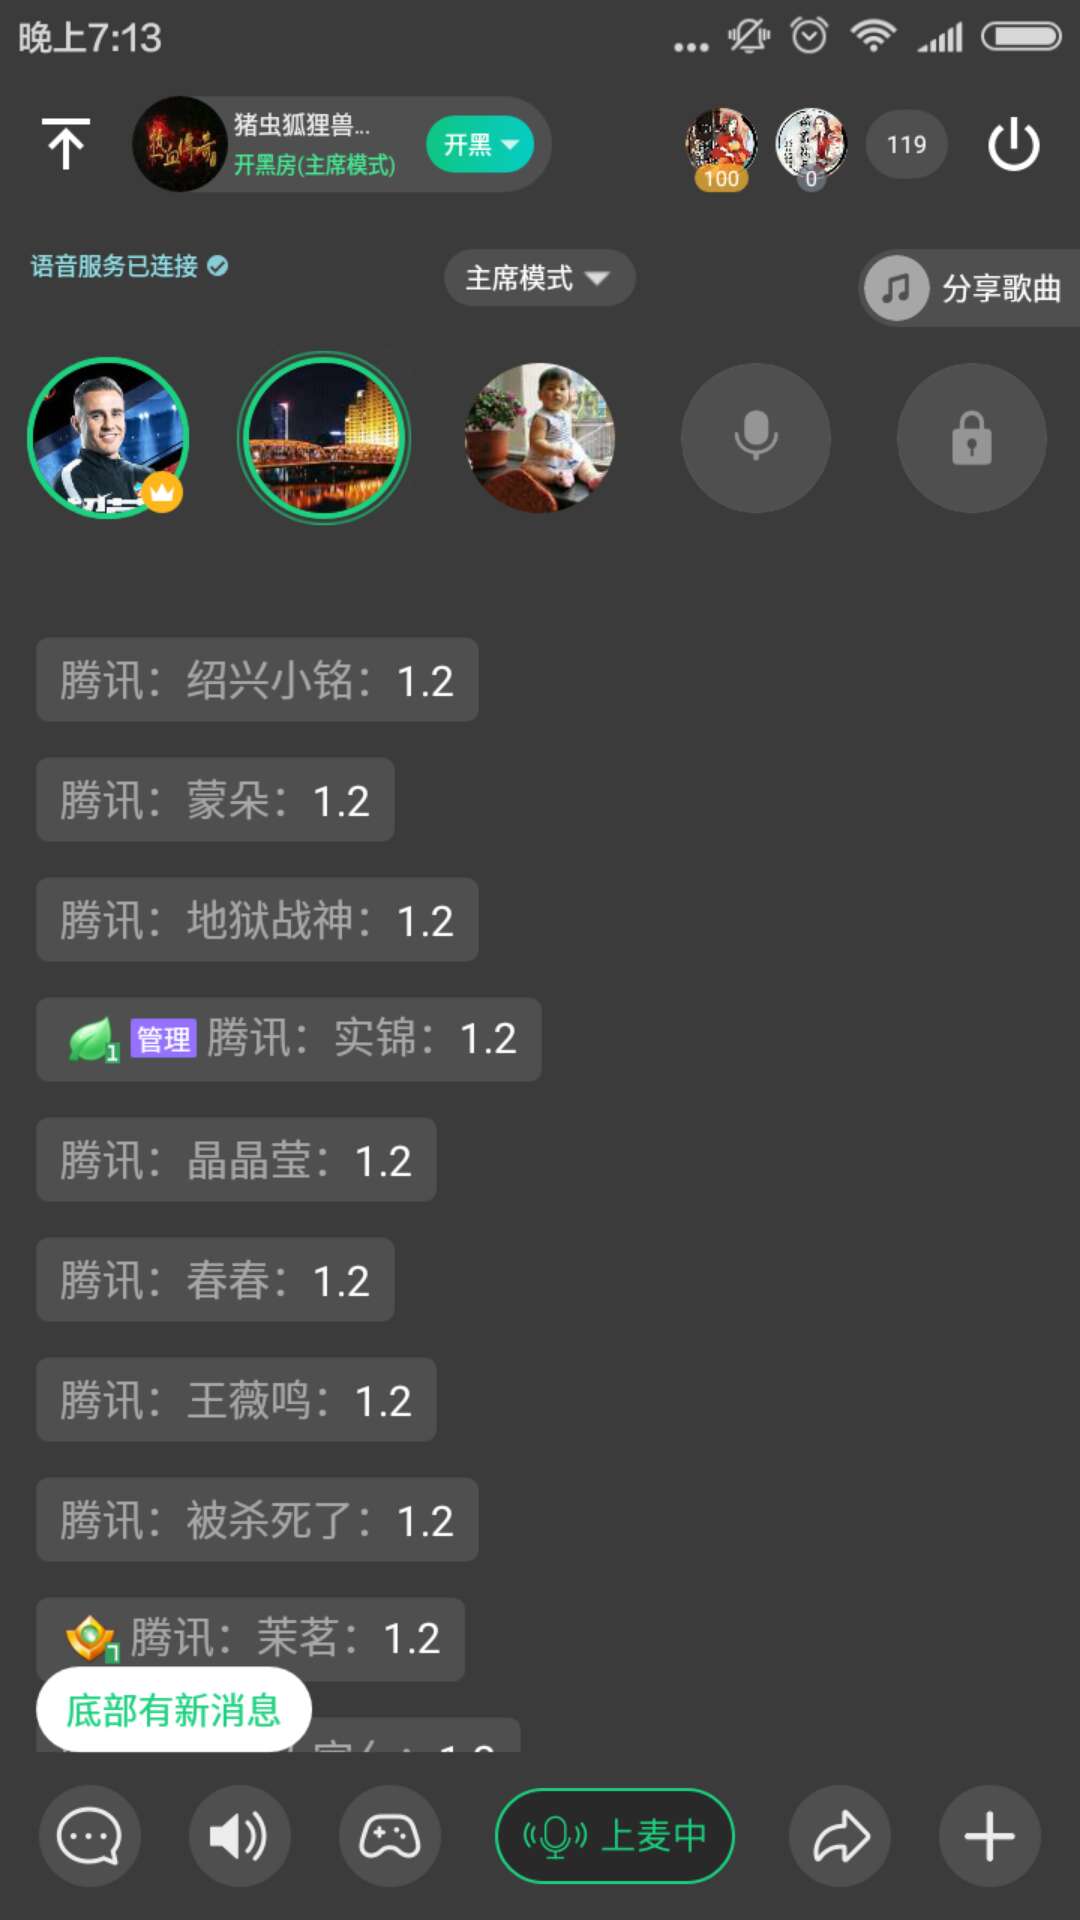 晚上7:13
猪虫狐狸兽...
开黑房(主席模式)
开黑
热血传奇
100
0
119
语音服务已连接
主席模式
分享歌曲
腾讯：绍兴小铭：1.2
腾讯：蒙朵：1.2
腾讯：地狱战神：1.2
1 管理 腾讯：实锦：1.2
腾讯：晶晶莹：1.2
腾讯：春春：1.2
腾讯：王薇鸣：1.2
腾讯：被杀死了：1.2
1 腾讯：茉茗：1.2
底部有新消息
上麦中